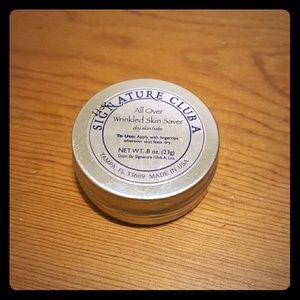 SIGNATURE CLUB A
All Over
Wrinkled Skin Saver
dry skin balm
To Use: Apply with fingertips
wherever skin feels dry.
NET WT. .8 oz. (23g)
Distr. By Signature Club A, Ltd.
TAMPA, FL 33609 MADE IN USA